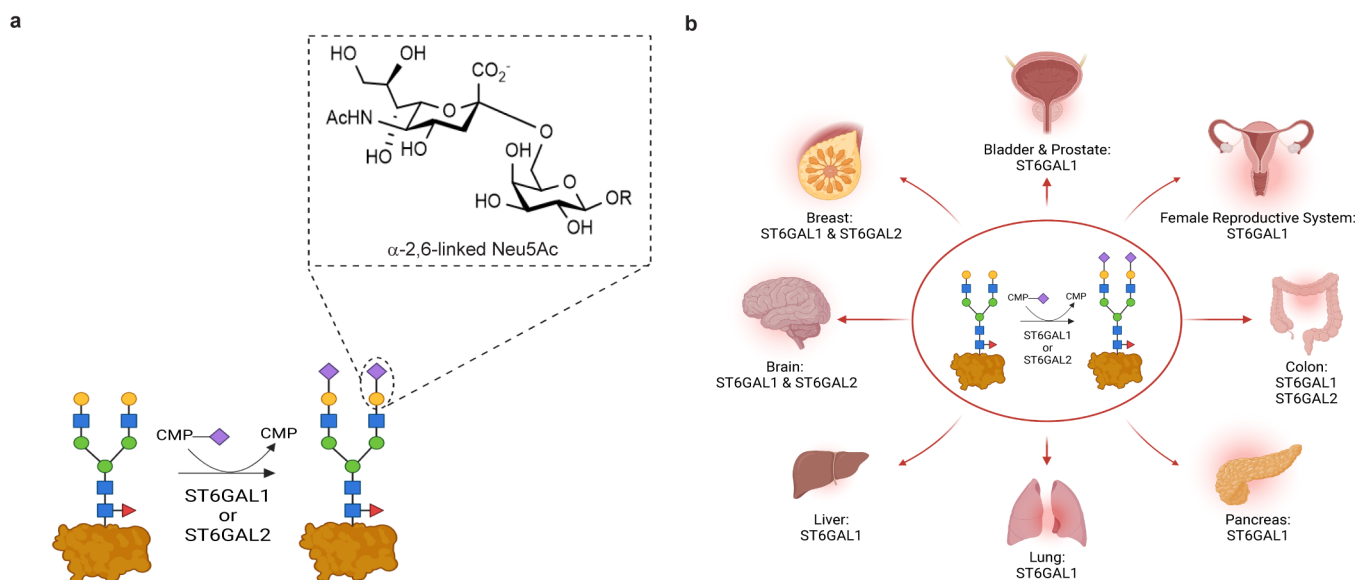 a
HO
OH
CO₂⁻
AcHN
O
HO
HO
O
OH
OH
O
HO
OR
OH
α-2,6-linked Neu5Ac
CMP
CMP
ST6GAL1
or
ST6GAL2
b
Bladder & Prostate:
ST6GAL1
Breast:
ST6GAL1 & ST6GAL2
Female Reproductive System:
ST6GAL1
Brain:
ST6GAL1 & ST6GAL2
CMP
CMP
ST6GAL1
or
ST6GAL2
Colon:
ST6GAL1
ST6GAL2
Liver:
ST6GAL1
Lung:
ST6GAL1
Pancreas:
ST6GAL1